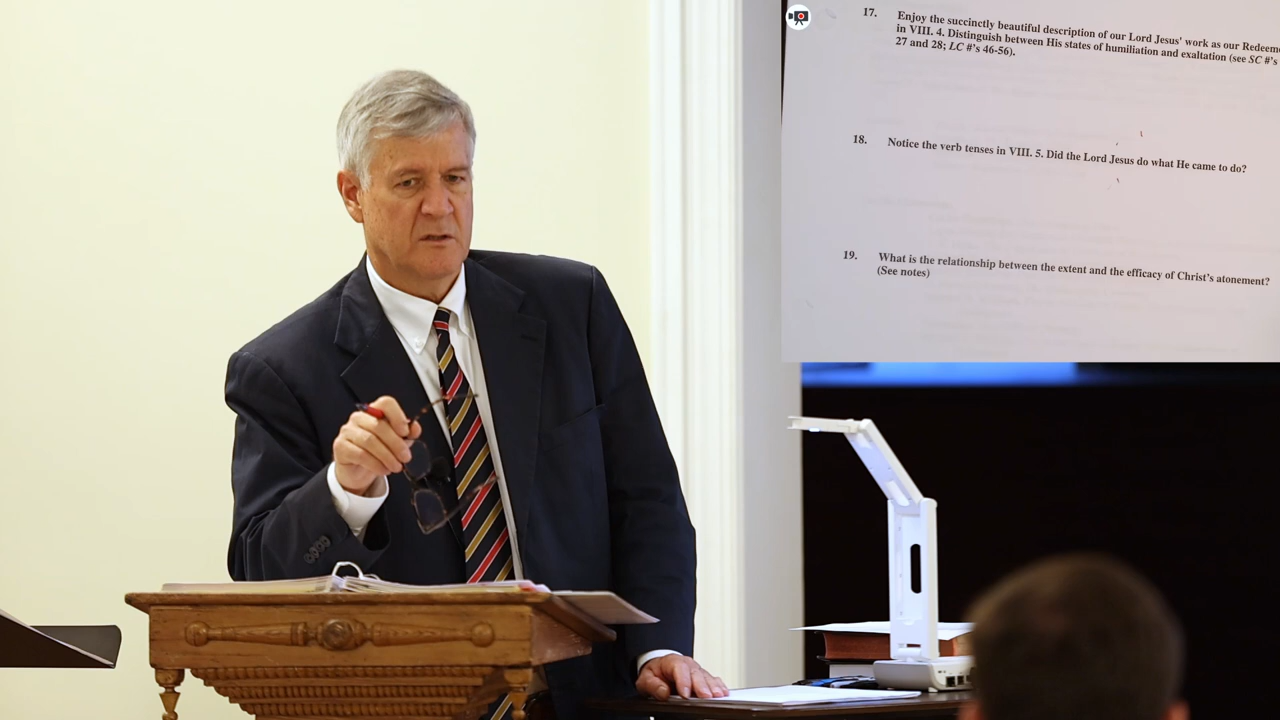 17. Enjoy the succinctly beautiful description of our Lord Jesus' work as our Redeeme
in VIII. 4. Distinguish between His states of humiliation and exaltation (see SC #'s
27 and 28; LC #'s 46-56).
18. Notice the verb tenses in VIII. 5. Did the Lord Jesus do what He came to do?
19. What is the relationship between the extent and the efficacy of Christ's atonement?
(See notes)